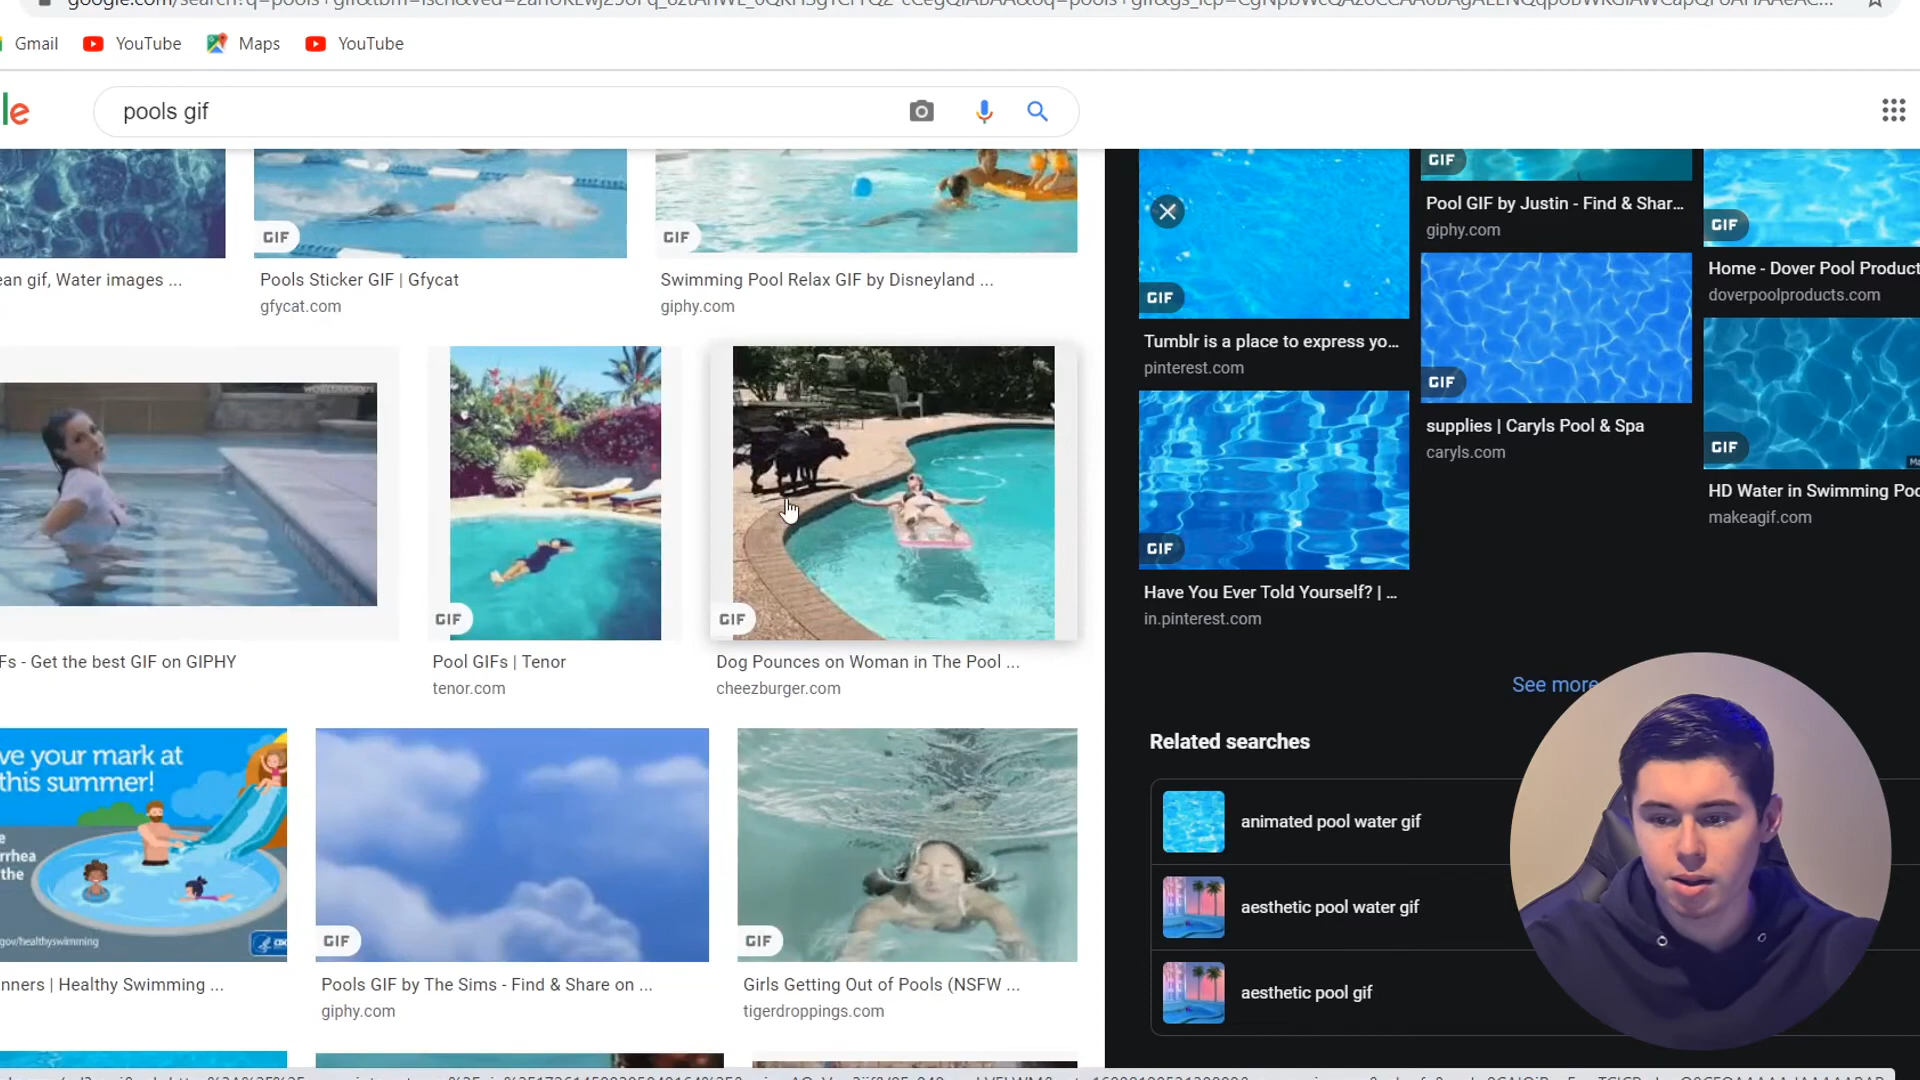 Gmail YouTube Maps YouTube
le pools gif
GIF
Pools Sticker GIF | Gfycat
gfycat.com
GIF
Swimming Pool Relax GIF by Disneyland ...
giphy.com
ean gif, Water images ...
Fs - Get the best GIF on GIPHY
GIF
Pool GIFs | Tenor
tenor.com
GIF
Dog Pounces on Woman in The Pool ...
cheezburger.com
ve your mark at
this summer!
rrhea
the
gov/healthyswimming
nners | Healthy Swimming ...
GIF
Pools GIF by The Sims - Find & Share on ...
giphy.com
GIF
Girls Getting Out of Pools (NSFW ...
tigerdroppings.com
GIF
Tumblr is a place to express yo...
pinterest.com
GIF
Have You Ever Told Yourself? | ...
in.pinterest.com
GIF
Pool GIF by Justin - Find & Shar...
giphy.com
GIF
supplies | Caryls Pool & Spa
caryls.com
GIF
Home - Dover Pool Product
doverpoolproducts.com
GIF
HD Water in Swimming Poo
makeagif.com
See more
Related searches
animated pool water gif
aesthetic pool water gif
aesthetic pool gif